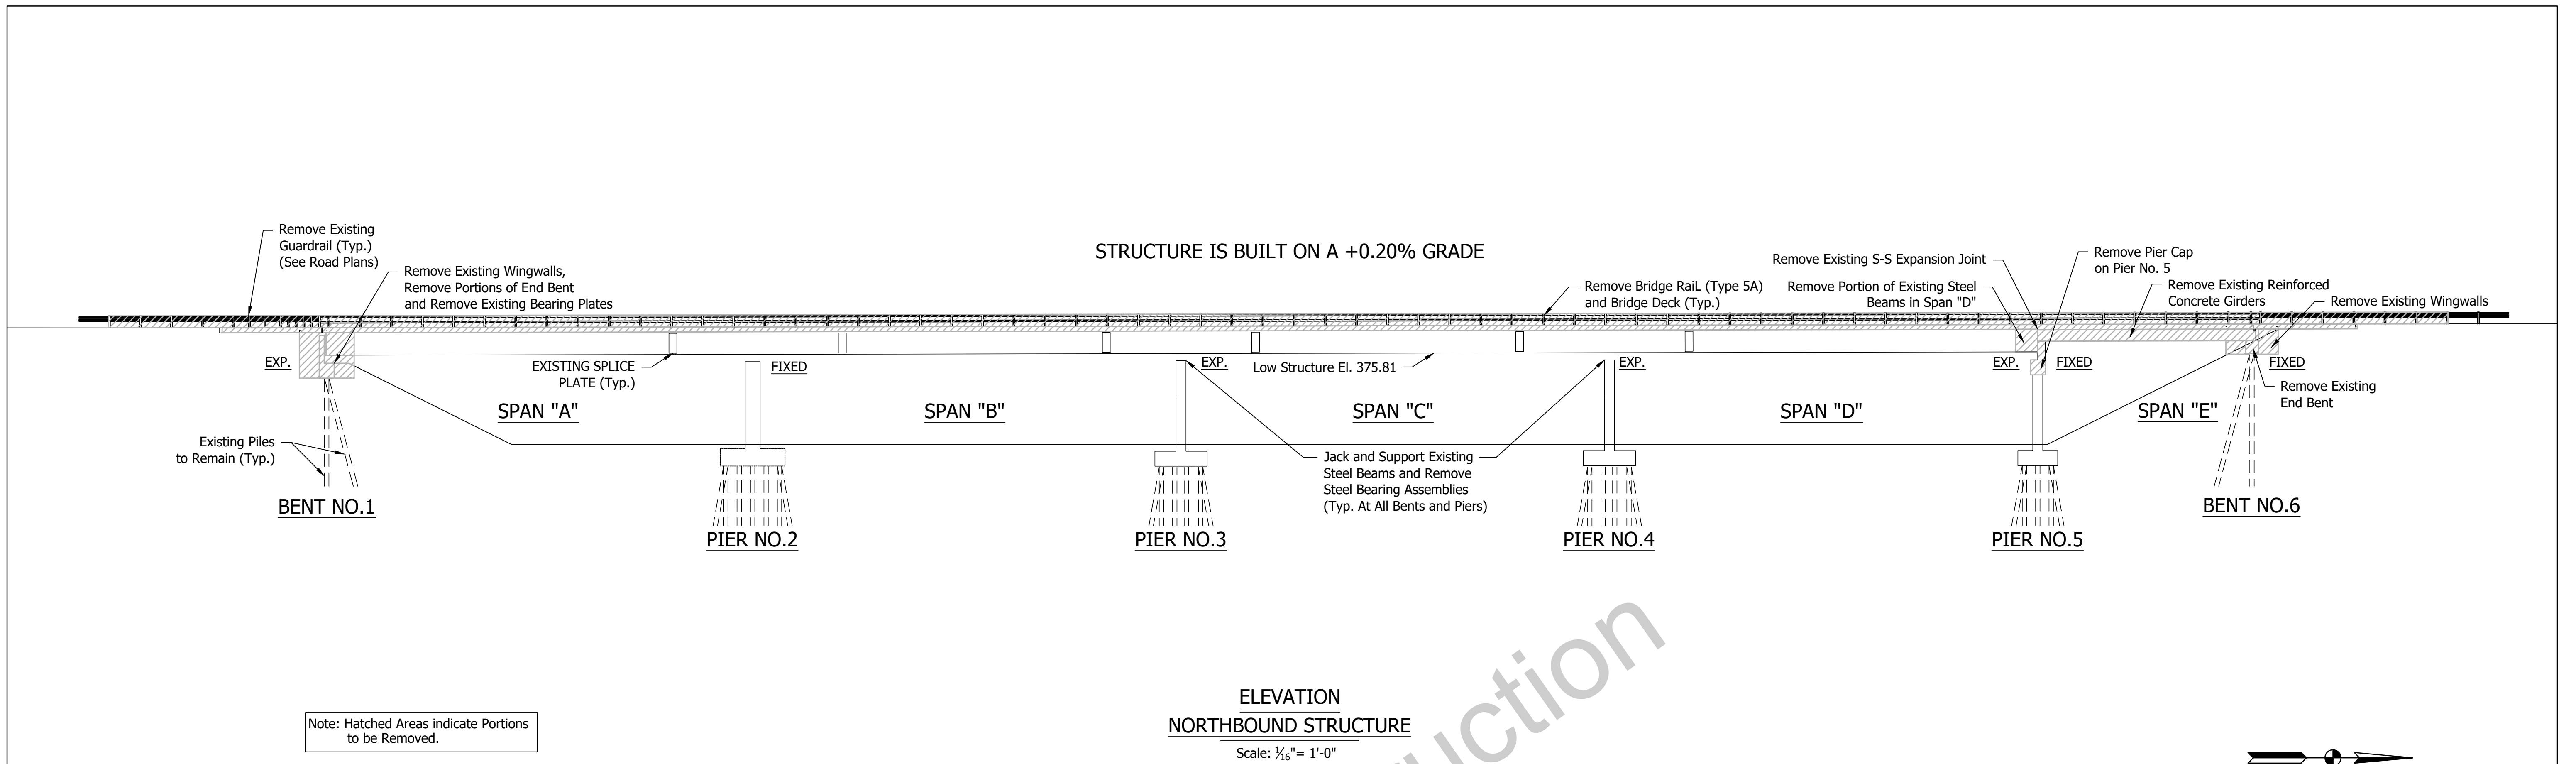 STRUCTURE IS BUILT ON A +0.20% GRADE
Remove Existing
Guardrail (Typ.)
(See Road Plans)
Remove Existing Wingwalls,
Remove Portions of End Bent
and Remove Existing Bearing Plates
Remove Bridge RaiL (Type 5A)
and Bridge Deck (Typ.)
Remove Existing S-S Expansion Joint
Remove Portion of Existing Steel
Beams in Span "D"
Remove Pier Cap
on Pier No. 5
Remove Existing Reinforced
Concrete Girders
Remove Existing Wingwalls
EXP.
EXISTING SPLICE
PLATE (Typ.)
FIXED
EXP.
Low Structure El. 375.81
EXP.
EXP.
FIXED
FIXED
Remove Existing
End Bent
SPAN "A"
SPAN "B"
SPAN "C"
SPAN "D"
SPAN "E"
Existing Piles
to Remain (Typ.)
Jack and Support Existing
Steel Beams and Remove
Steel Bearing Assemblies
(Typ. At All Bents and Piers)
BENT NO.1
PIER NO.2
PIER NO.3
PIER NO.4
PIER NO.5
BENT NO.6
Note: Hatched Areas indicate Portions
to be Removed.
ELEVATION
NORTHBOUND STRUCTURE
Scale: 1/16"= 1'-0"
uction